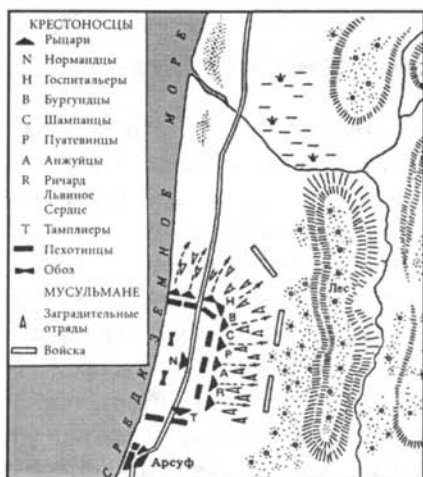 КРЕСТОНОСЦЫ
Рыцари
N Нормандцы
H Госпитальеры
B Бургундцы
C Шампанцы
P Пуатевинцы
A Анжуйцы
R Ричард
Львиное
Сердце
T Тамплиеры
Пехотинцы
Обоз
МУСУЛЬМАНЕ
Заградительные
отряды
Войска
СРЕДИЗЕМНОЕ МОРЕ
Лес
H
B
C
P
A
N
R
T
Арсуф